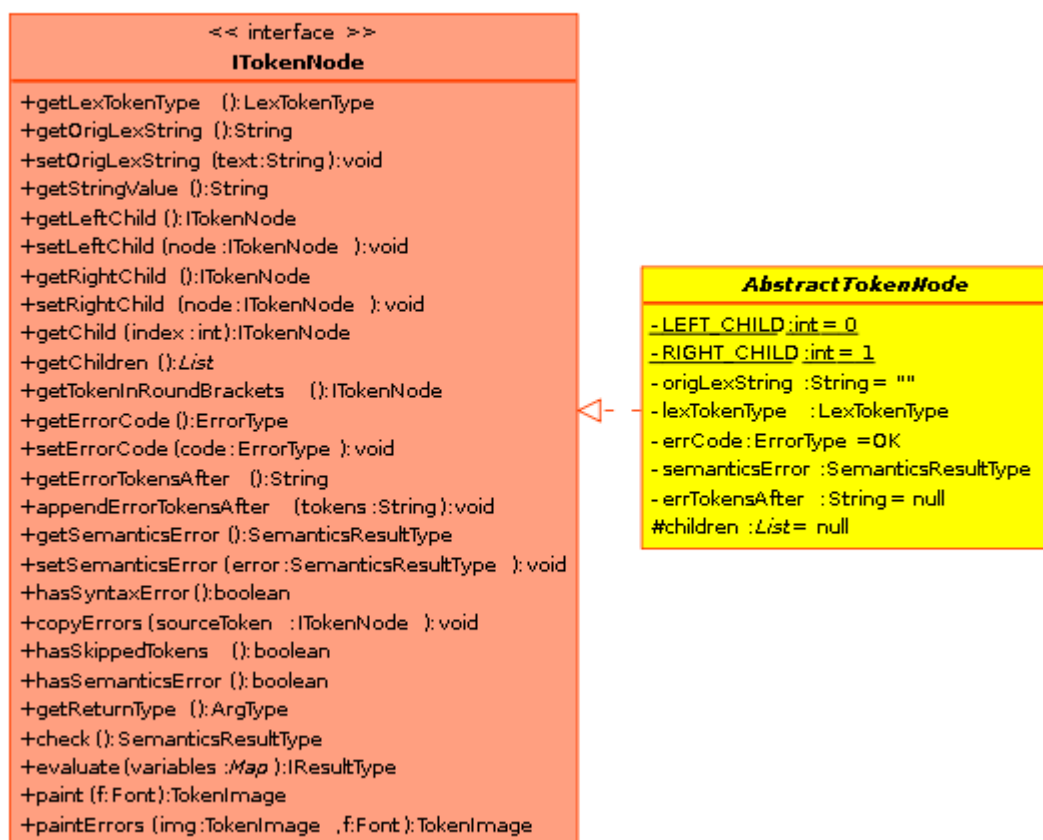 << interface >>
ITokenNode
+getLexTokenType ():LexTokenType
+getOrigLexString ():String
+setOrigLexString (text:String):void
+getStringValue ():String
+getLeftChild ():ITokenNode
+setLeftChild (node:ITokenNode ):void
+getRightChild ():ITokenNode
+setRightChild (node:ITokenNode ):void
+getChild (index:int):ITokenNode
+getChildren ():List
+getTokenInRoundBrackets ():ITokenNode
+getErrorCode ():ErrorType
+setErrorCode (code:ErrorType ):void
+getErrorTokensAfter ():String
+appendErrorTokensAfter (tokens:String):void
+getSemanticsError ():SemanticsResultType
+setSemanticsError (error:SemanticsResultType ):void
+hasSyntaxError ():boolean
+copyErrors (sourceToken :ITokenNode ):void
+hasSkippedTokens ():boolean
+hasSemanticsError ():boolean
+getReturnType ():ArgType
+check ():SemanticsResultType
+evaluate (variables :Map ):IResultType
+paint (f:Font):TokenImage
+paintErrors (img:TokenImage ,f:Font):TokenImage
AbstractTokenNode
-LEFT_CHILD:int = 0
-RIGHT_CHILD:int = 1
-origLexString :String = ""
-lexTokenType :LexTokenType
-errCode:ErrorType =OK
-semanticsError :SemanticsResultType
-errTokensAfter :String = null
#children :List = null